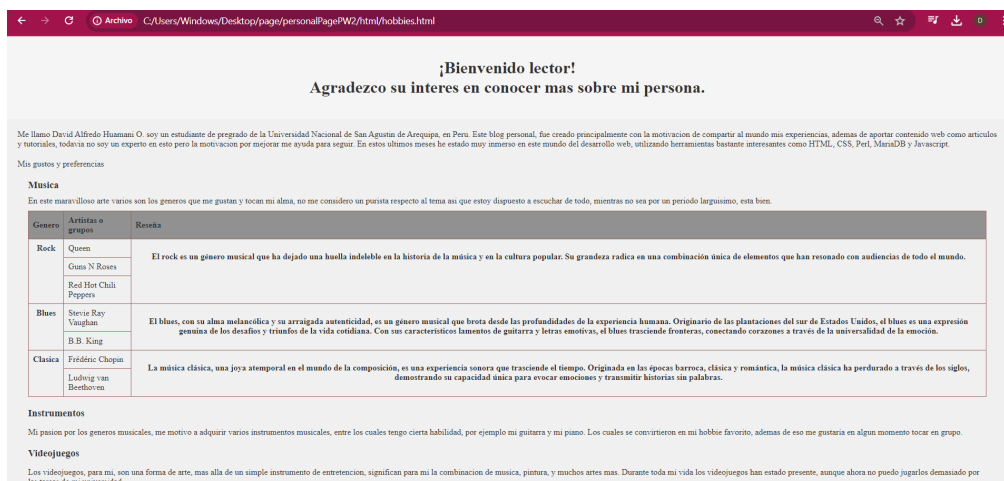 Archivo C:/Users/Windows/Desktop/page/personalPagePW2/html/hobbies.html
D
¡Bienvenido lector!
Agradezco su interes en conocer mas sobre mi persona.
Me llamo David Alfredo Huamani O. soy un estudiante de pregrado de la Universidad Nacional de San Agustin de Arequipa, en Peru. Este blog personal, fue creado principalmente con la motivacion de compartir al mundo mis experiencias, ademas de aportar contenido web como articulos
y tutoriales, todavia no soy un experto en esto pero la motivacion por mejorar me ayuda para seguir. En estos ultimos meses he estado muy inmerso en este mundo del desarrollo web, utilizando herramientas bastante interesantes como HTML, CSS, Perl, MariaDB y Javascript.
Mis gustos y preferencias
Musica
En este maravilloso arte varios son los generos que me gustan y tocan mi alma, no me considero un purista respecto al tema asi que estoy dispuesto a escuchar de todo, mientras no sea por un periodo larguisimo, esta bien.
Genero Artistas o grupos Reseña
Rock Queen
Guns N Roses
Red Hot Chili
Peppers
El rock es un género musical que ha dejado una huella indeleble en la historia de la música y en la cultura popular. Su grandeza radica en una combinación única de elementos que han resonado con audiencias de todo el mundo.
Blues Stevie Ray
Vaughan
B.B. King
El blues, con su alma melancólica y su arraigada autenticidad, es un género musical que brota desde las profundidades de la experiencia humana. Originario de las plantaciones del sur de Estados Unidos, el blues es una expresión
genuina de los desafíos y triunfos de la vida cotidiana. Con sus característicos lamentos de guitarra y letras emotivas, el blues trasciende fronteras, conectando corazones a través de la universalidad de la emoción.
Clasica Frédéric Chopin
Ludwig van
Beethoven
La música clásica, una joya atemporal en el mundo de la composición, es una experiencia sonora que trasciende el tiempo. Originada en las épocas barroca, clásica y romántica, la música clásica ha perdurado a través de los siglos,
demostrando su capacidad única para evocar emociones y transmitir historias sin palabras.
Instrumentos
Mi pasion por los generos musicales, me motivo a adquirir varios instrumentos musicales, entre los cuales tengo cierta habilidad, por ejemplo mi guitarra y mi piano. Los cuales se convirtieron en mi hobbie favorito, ademas de eso me gustaria en algun momento tocar en grupo.
Videojuegos
Los videojuegos, para mi, son una forma de arte, mas alla de un simple instrumento de entretencion, significan para mi la combinacion de musica, pintura, y muchos artes mas. Durante toda mi vida los videojuegos han estado presente, aunque ahora no puedo jugarlos demasiado por